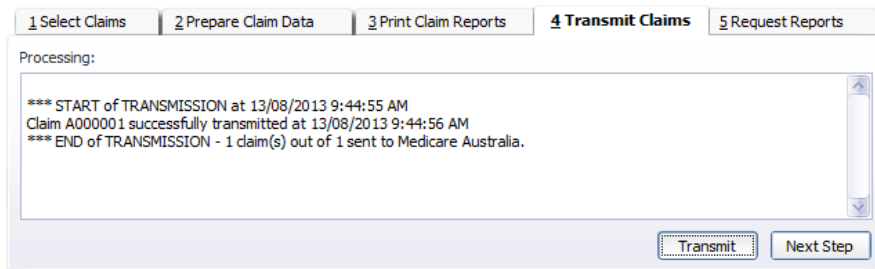 1 Select Claims
2 Prepare Claim Data
3 Print Claim Reports
4 Transmit Claims
5 Request Reports
Processing:
*** START of TRANSMISSION at 13/08/2013 9:44:55 AM
Claim A000001 successfully transmitted at 13/08/2013 9:44:56 AM
*** END of TRANSMISSION - 1 claim(s) out of 1 sent to Medicare Australia.
Transmit
Next Step